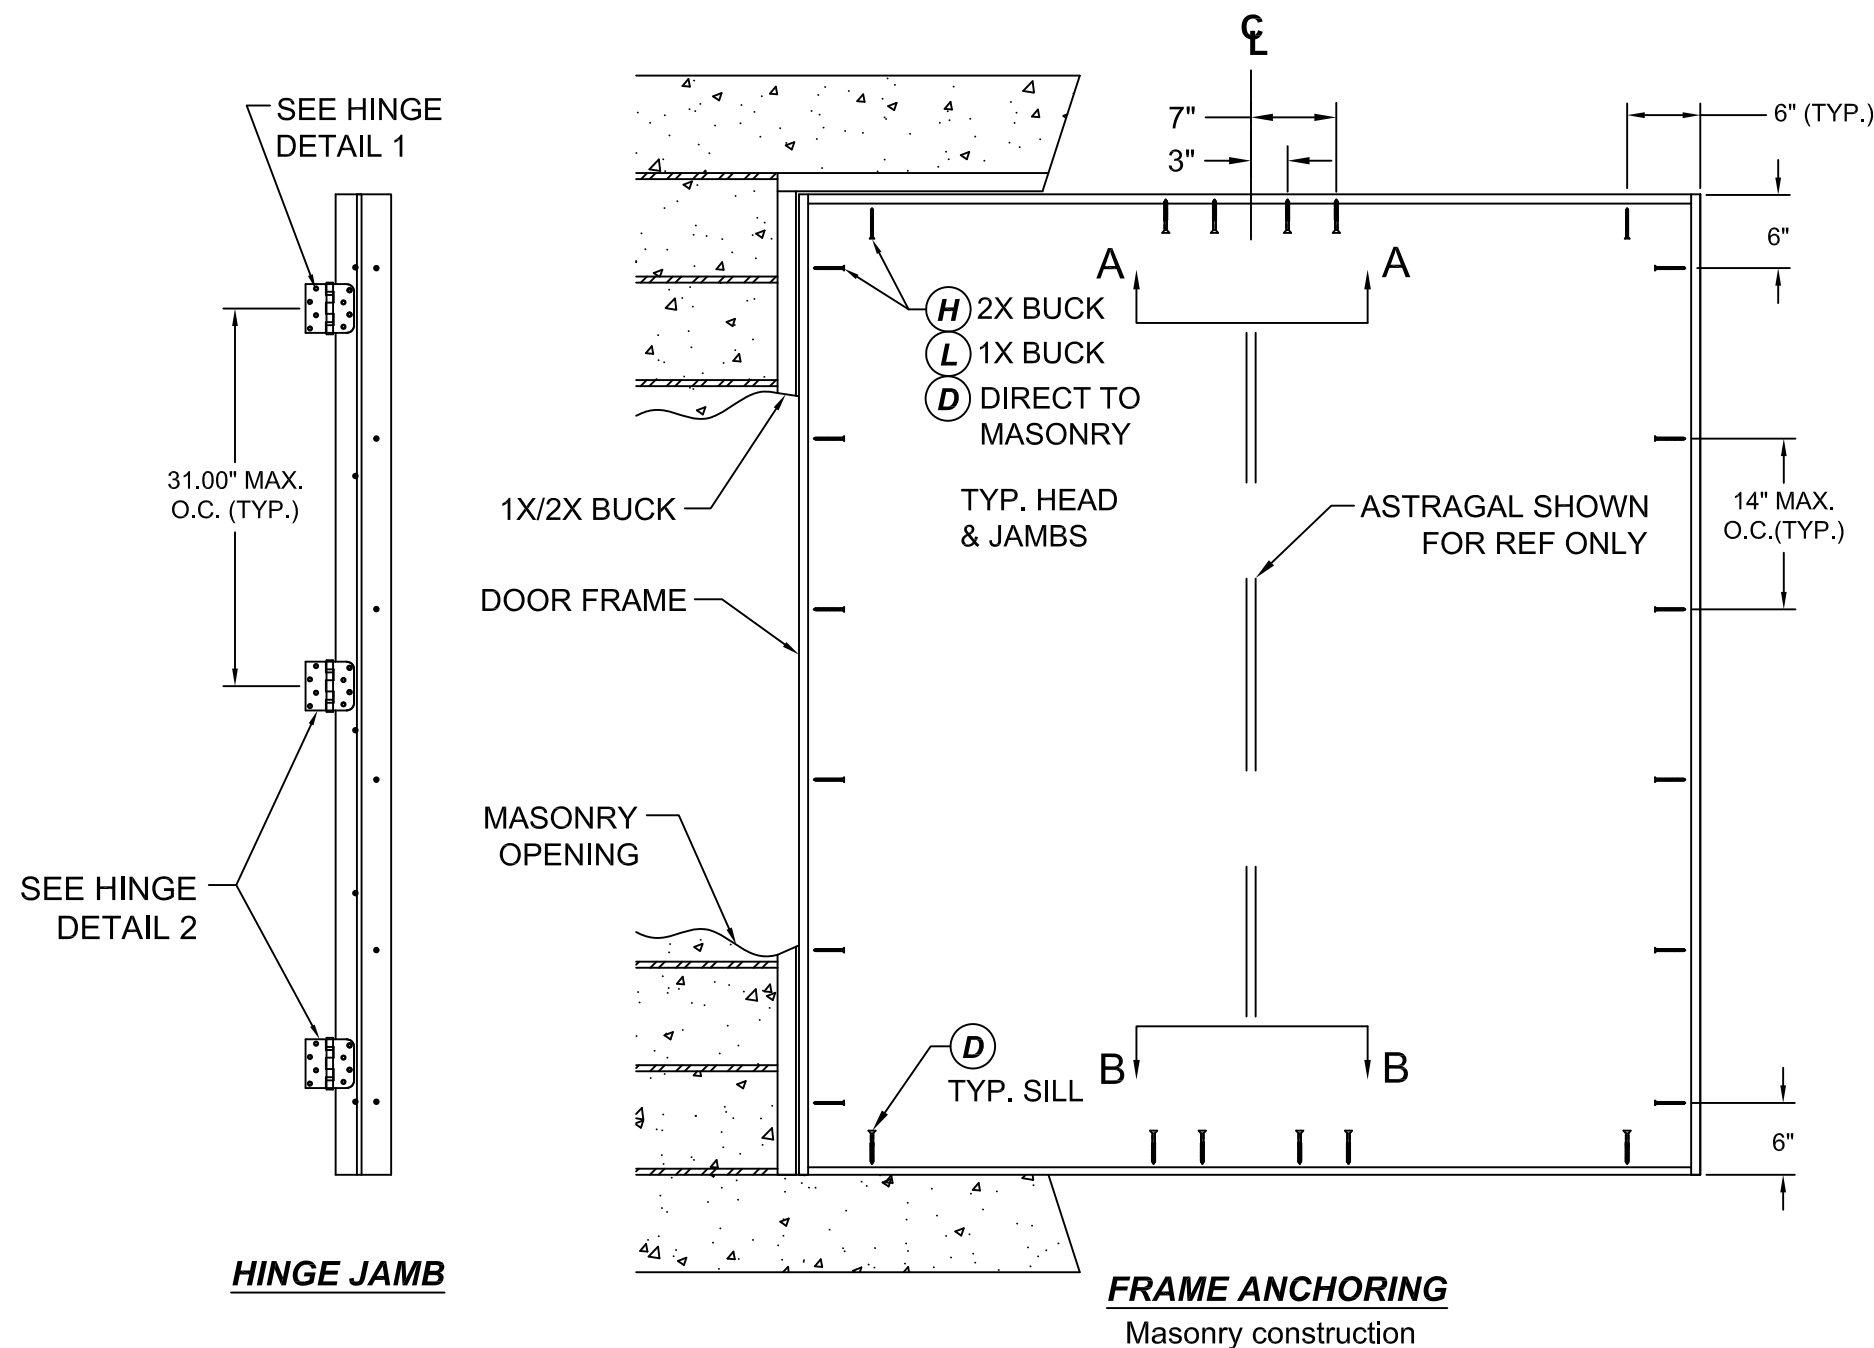 ℄
SEE HINGE
DETAIL 1
7"
3"
6" (TYP.)
6"
A
A
H 2X BUCK
L 1X BUCK
D DIRECT TO
MASONRY
31.00" MAX.
O.C. (TYP.)
1X/2X BUCK
TYP. HEAD
& JAMBS
ASTRAGAL SHOWN
FOR REF ONLY
14" MAX.
O.C.(TYP.)
DOOR FRAME
MASONRY
OPENING
SEE HINGE
DETAIL 2
D
TYP. SILL
B
B
6"
HINGE JAMB
FRAME ANCHORING
Masonry construction